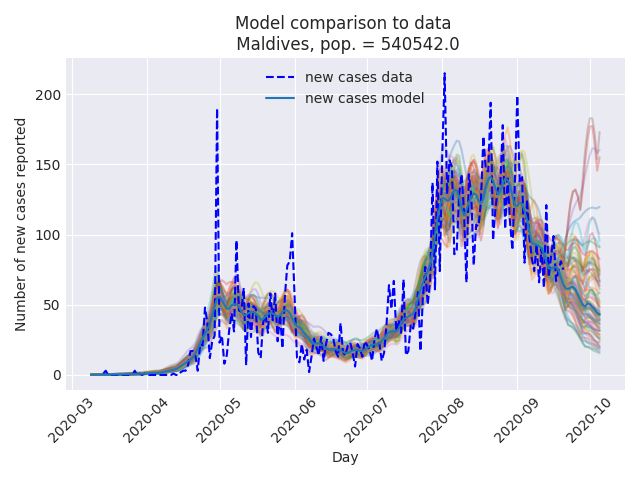 Model comparison to data
Maldives, pop. = 540542.0
new cases data
new cases model
Number of new cases reported
200
150
100
50
0
2020-03
2020-04
2020-05
2020-06
2020-07
2020-08
2020-09
2020-10
Day